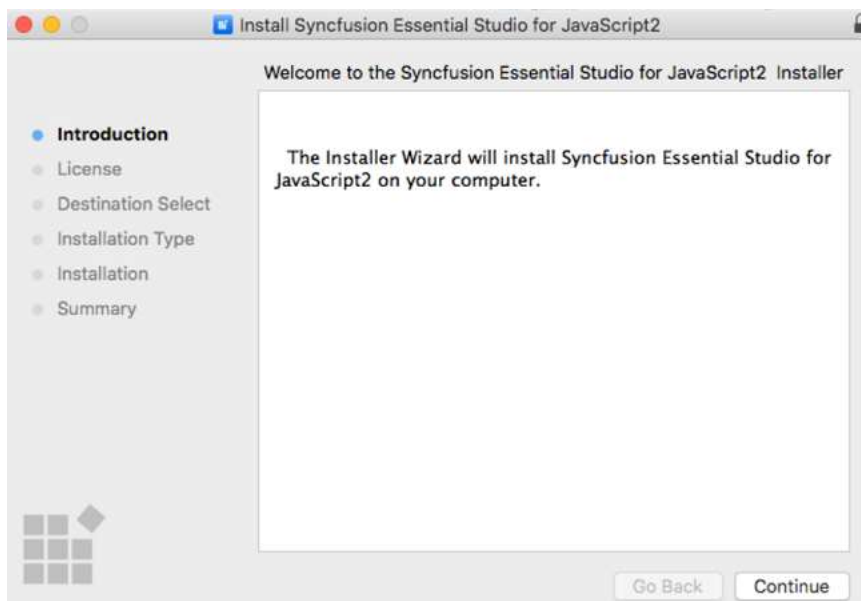 Install Syncfusion Essential Studio for JavaScript2
Welcome to the Syncfusion Essential Studio for JavaScript2 Installer
Introduction
License
Destination Select
Installation Type
Installation
Summary
The Installer Wizard will install Syncfusion Essential Studio for
JavaScript2 on your computer.
Go Back
Continue